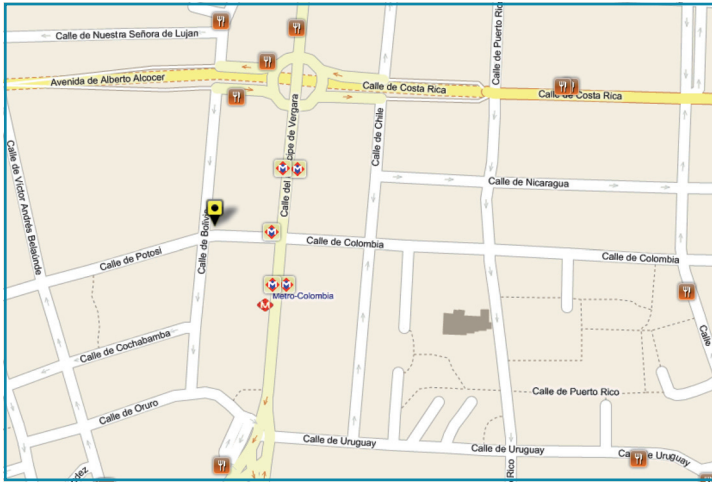 Calle de Nuestra Señora de Lujan
Avenida de Alberto Alcocer
Calle de Costa Rica
Calle de Costa Rica
Calle de Puerto Rico
Calle de Chile
Calle del Príncipe de Vergara
Calle de Víctor Andrés Belaúnde
Calle de Nicaragua
Calle de Bolivia
Calle de Potosí
Calle de Colombia
Calle de Colombia
Metro-Colombia
Calle de Cochabamba
Calle
Calle de Puerto Rico
Calle de Oruro
Calle de Uruguay
Calle de Uruguay
Rico